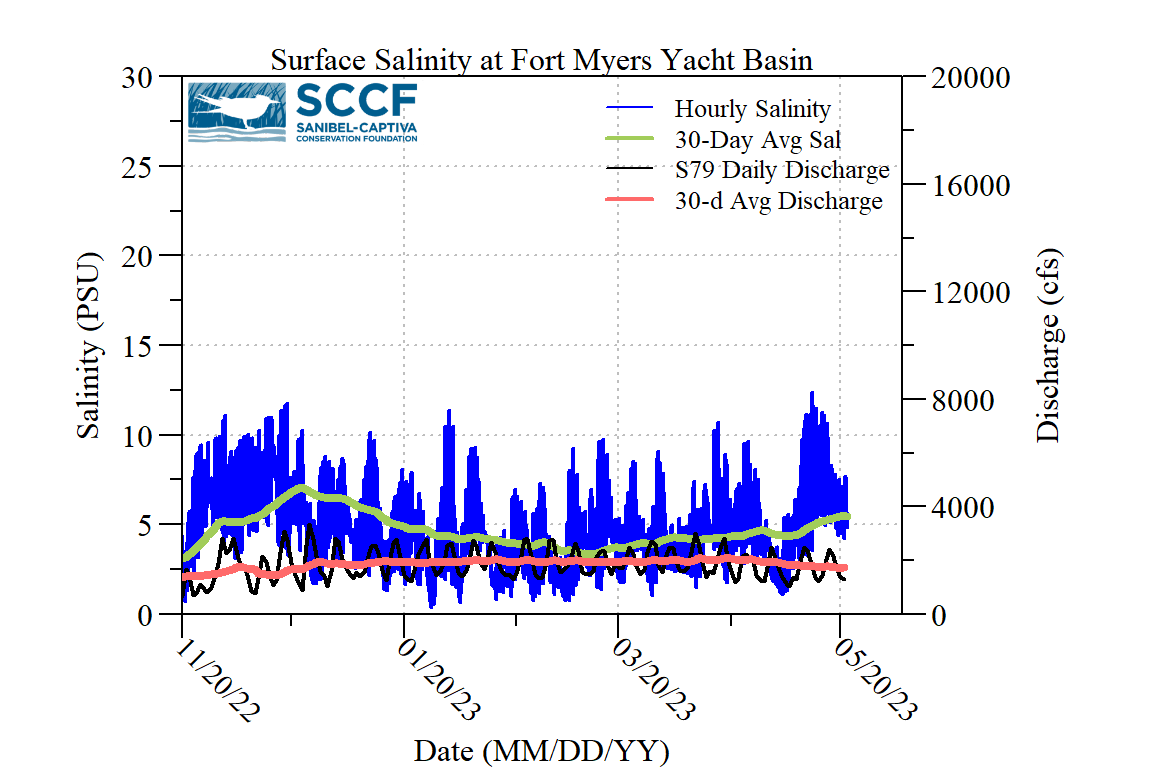 Surface Salinity at Fort Myers Yacht Basin
SCCF
SANIBEL-CAPTIVA
CONSERVATION FOUNDATION
Hourly Salinity
30-Day Avg Sal
S79 Daily Discharge
30-d Avg Discharge
Salinity (PSU)
30
25
20
15
10
5
0
20000
16000
12000
8000
4000
0
Discharge (cfs)
11/20/22
01/20/23
03/20/23
05/20/23
Date (MM/DD/YY)